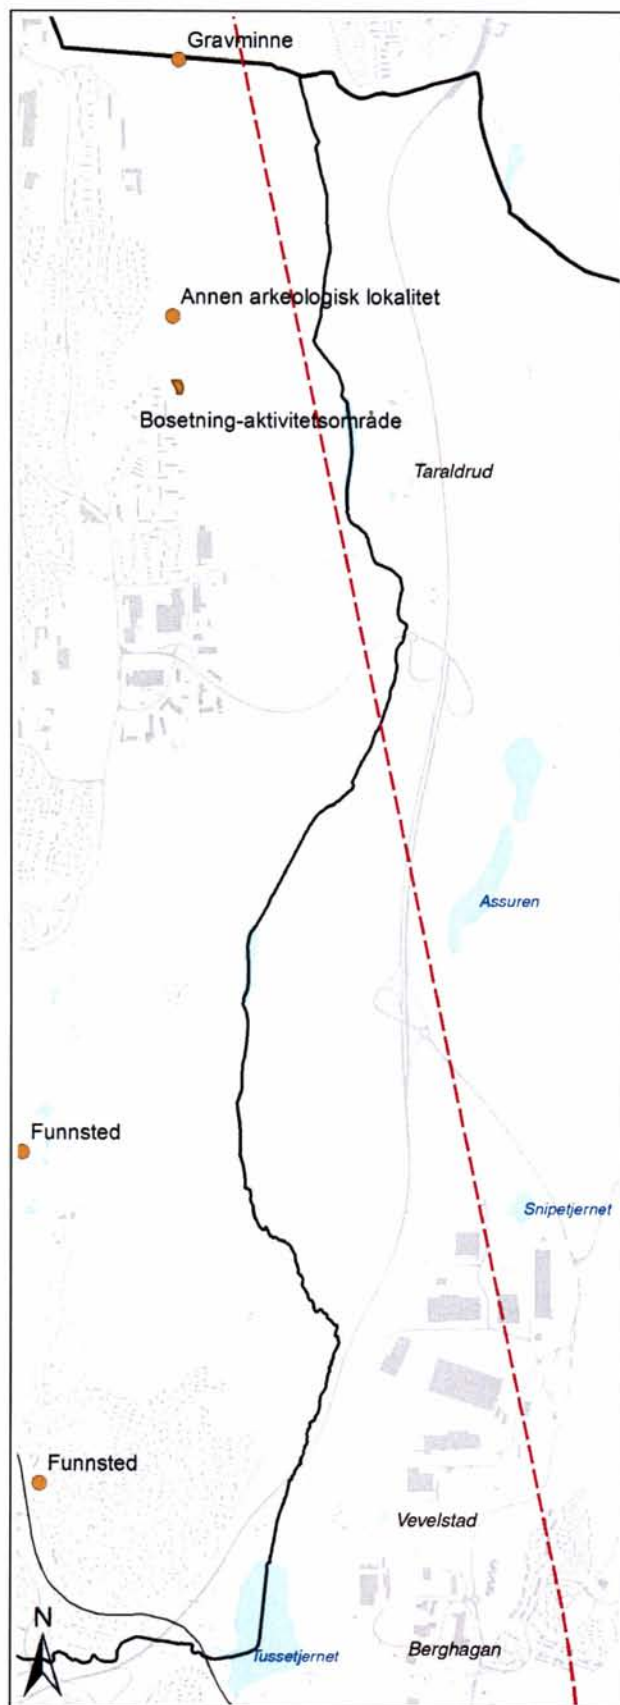 Gravminne
Annen arkeologisk lokalitet
Bosetning-aktivitetsområde
Taraldrud
Assuren
Funnsted
Snipetjernet
Funnsted
Vevelstad
N
Tussetjernet
Berghagan